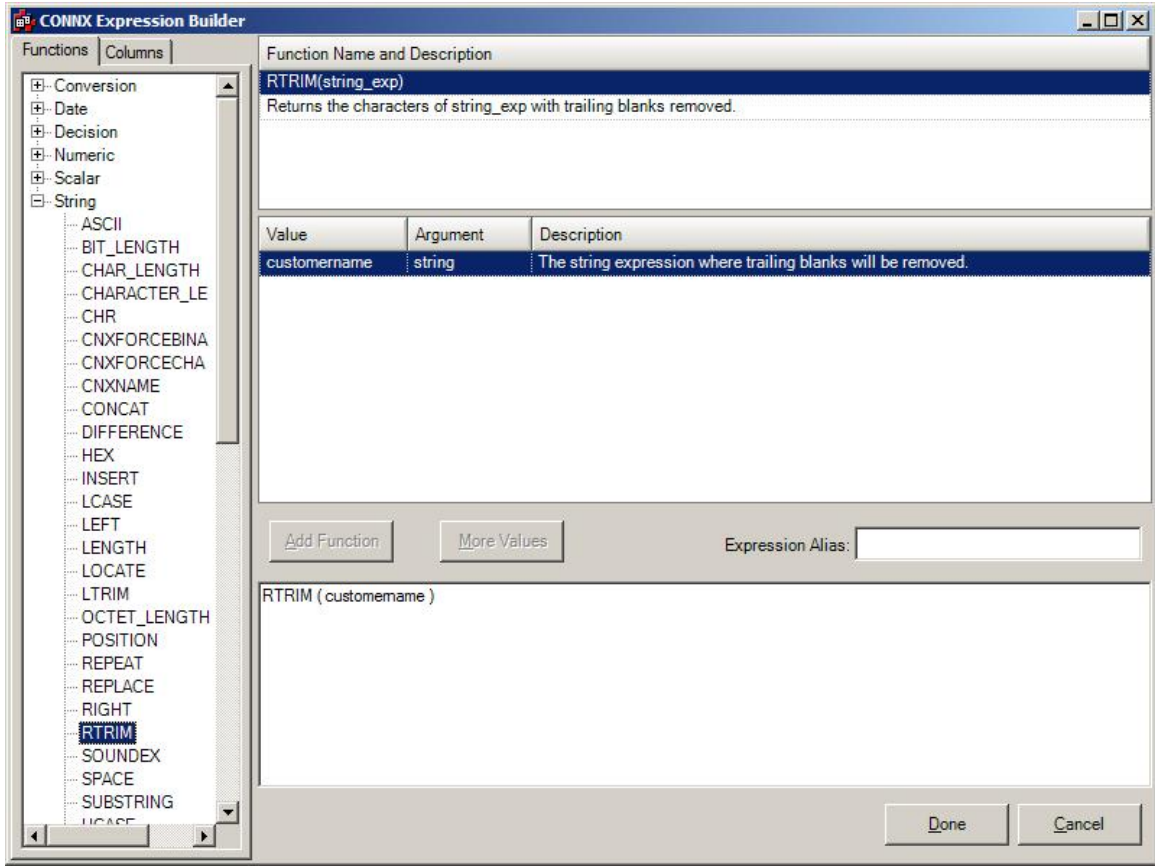 CONNX Expression Builder
Functions Columns
Conversion
Date
Decision
Numeric
Scalar
String
ASCII
BIT_LENGTH
CHAR_LENGTH
CHARACTER_LE
CHR
CNXFORCEBINA
CNXFORCECHA
CNXNAME
CONCAT
DIFFERENCE
HEX
INSERT
LCASE
LEFT
LENGTH
LOCATE
LTRIM
OCTET_LENGTH
POSITION
REPEAT
REPLACE
RIGHT
RTRIM
SOUNDEX
SPACE
SUBSTRING
UCASE
Function Name and Description
RTRIM(string_exp)
Returns the characters of string_exp with trailing blanks removed.
Value Argument Description
customername string The string expression where trailing blanks will be removed.
Add Function More Values Expression Alias:
RTRIM ( customername )
Done Cancel